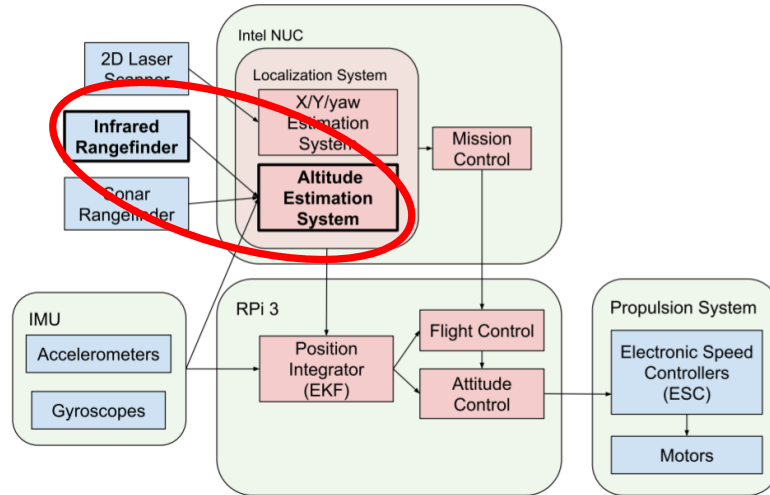 Intel NUC
2D Laser
Scanner
Localization System
X/Y/yaw
Estimation
System
Infrared
Rangefinder
Mission
Control
Altitude
Estimation
System
Sonar
Rangefinder
IMU
Accelerometers
Gyroscopes
RPi 3
Position
Integrator
(EKF)
Flight Control
Attitude
Control
Propulsion System
Electronic Speed
Controllers
(ESC)
Motors